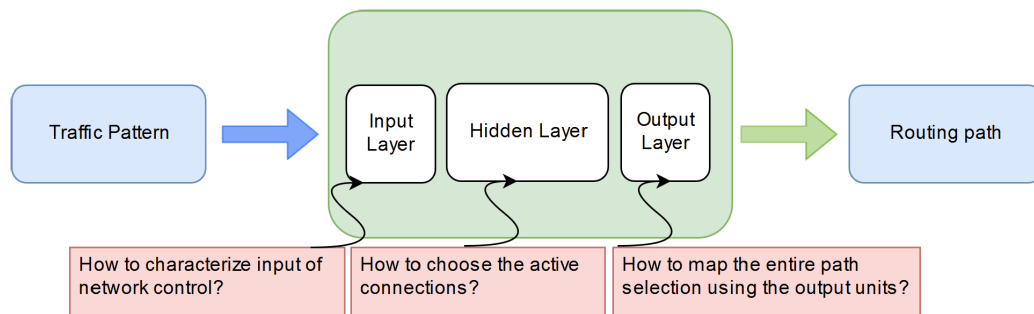 Traffic Pattern
Input
Layer
Hidden Layer
Output
Layer
Routing path
How to characterize input of
network control?
How to choose the active
connections?
How to map the entire path
selection using the output units?